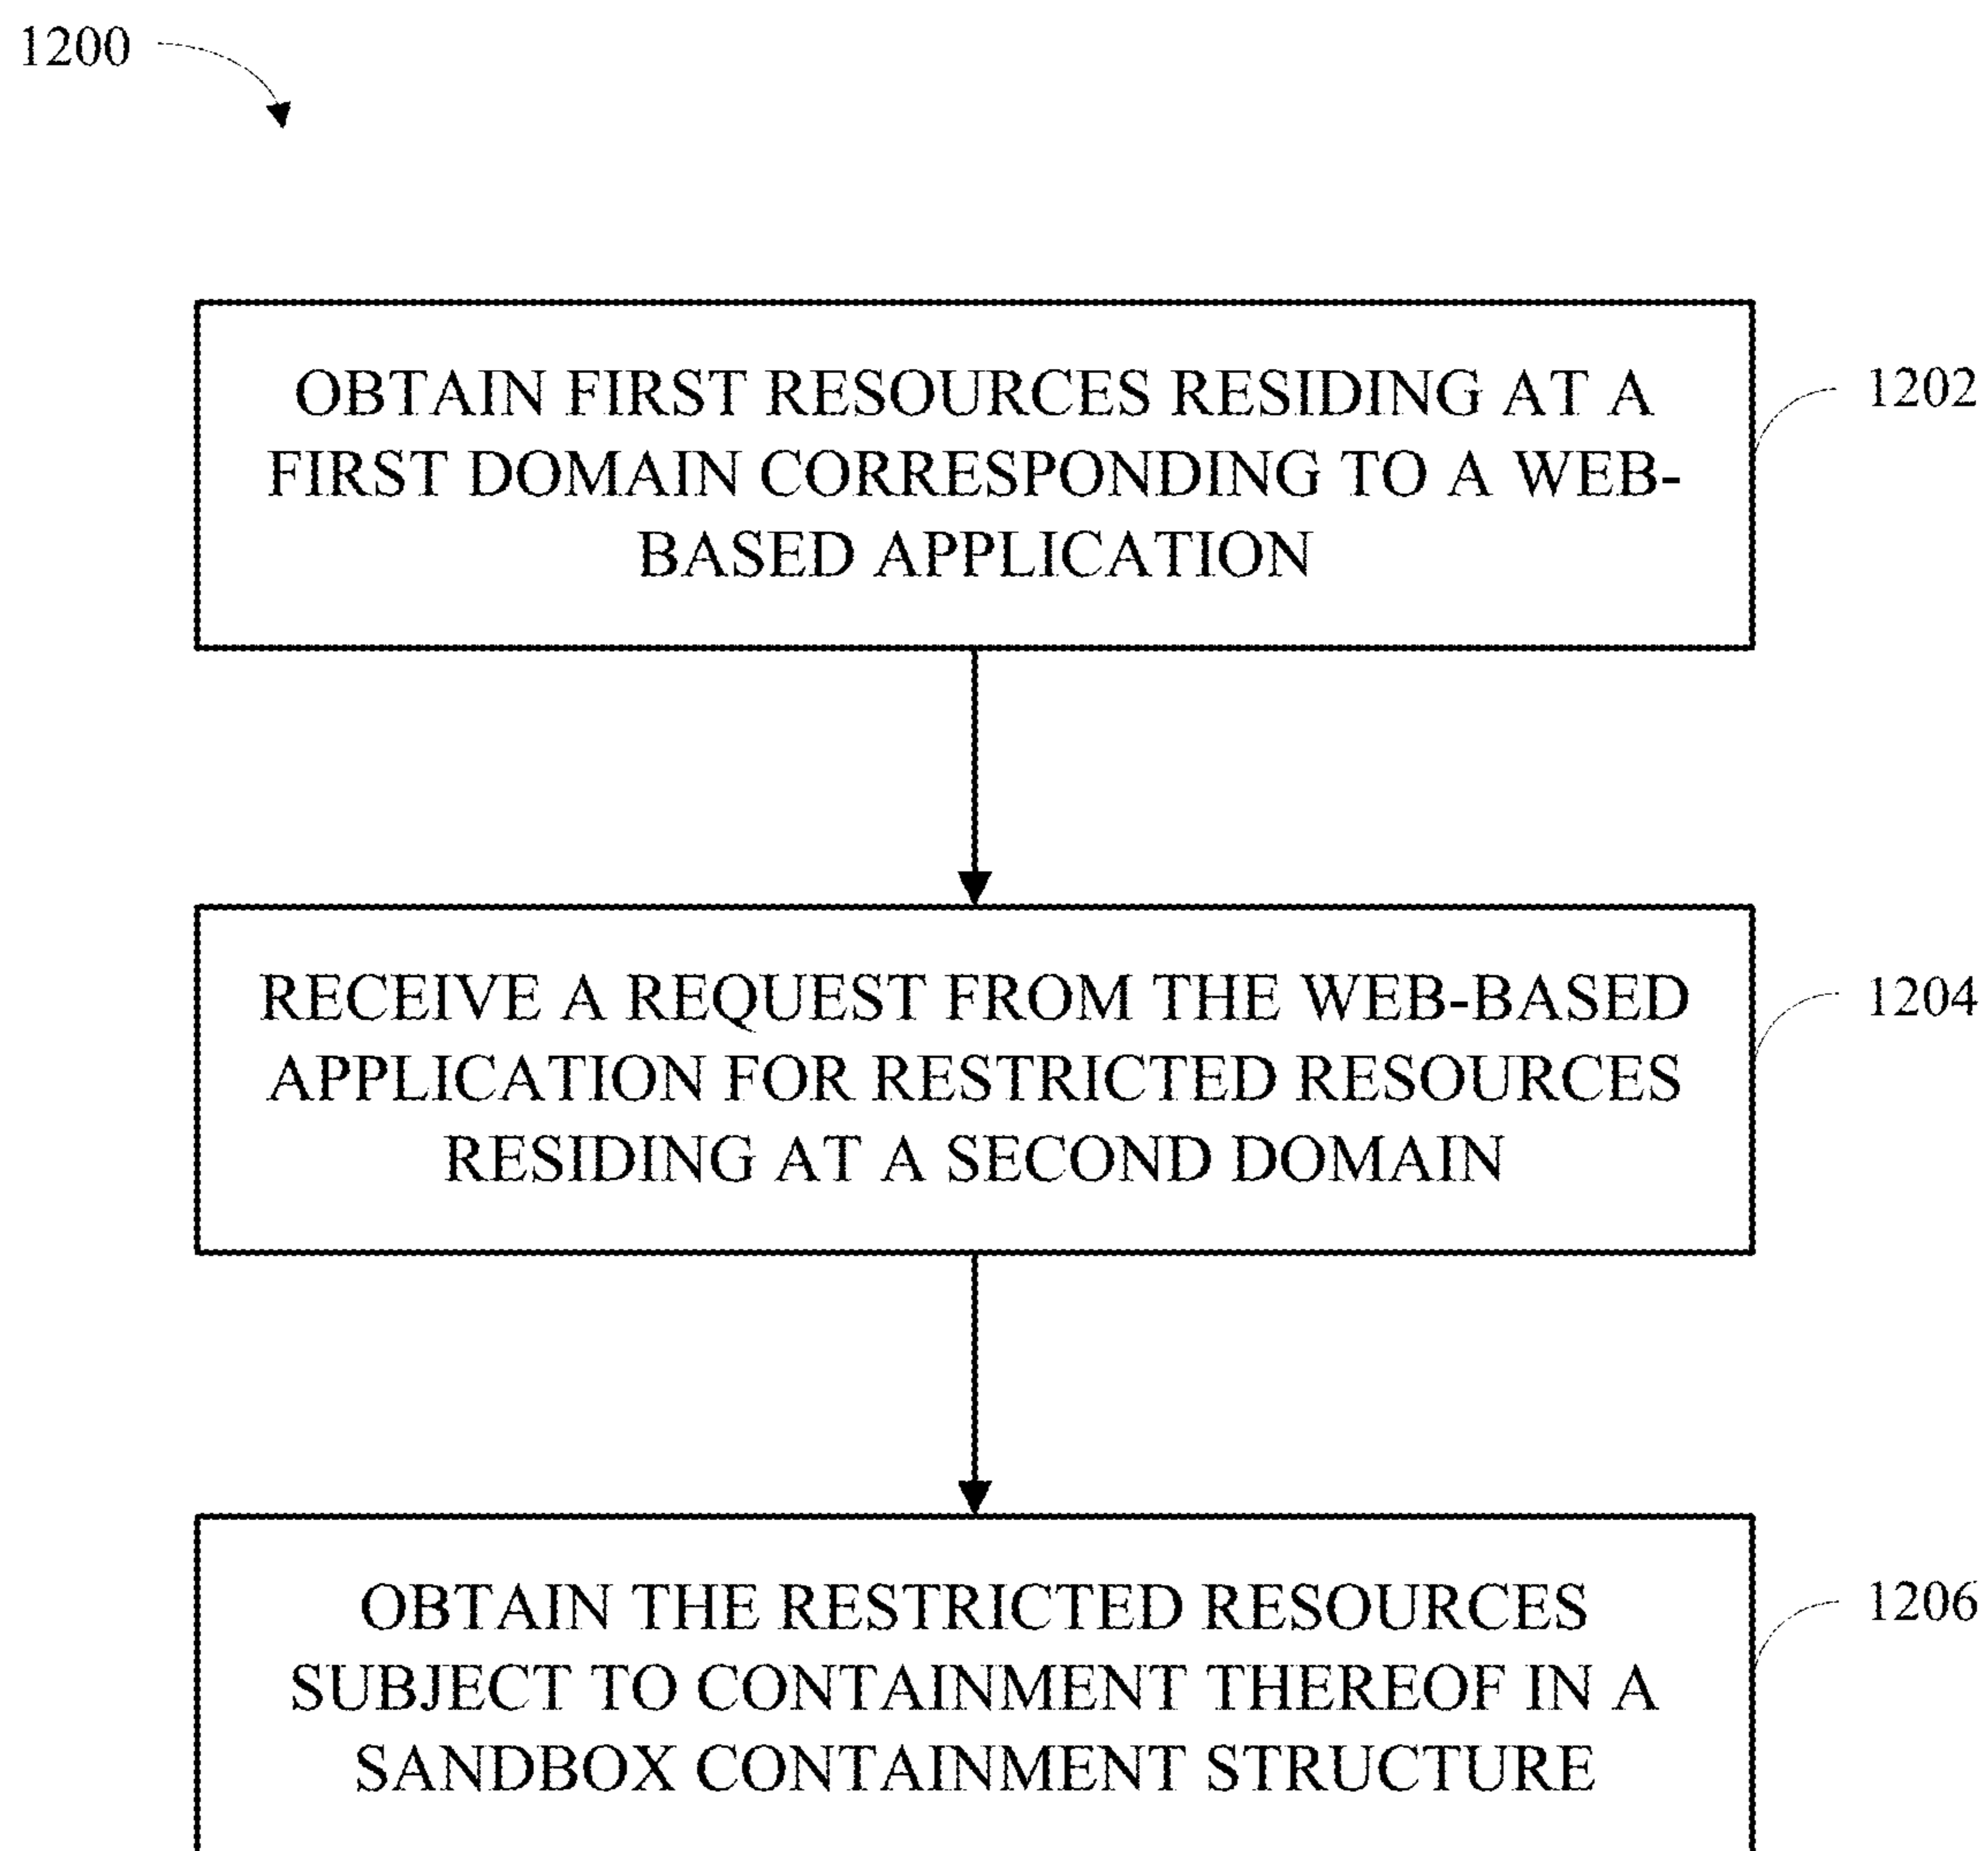 1200
OBTAIN FIRST RESOURCES RESIDING AT A
FIRST DOMAIN CORRESPONDING TO A WEB-
BASED APPLICATION
1202
RECEIVE A REQUEST FROM THE WEB-BASED
APPLICATION FOR RESTRICTED RESOURCES
RESIDING AT A SECOND DOMAIN
1204
OBTAIN THE RESTRICTED RESOURCES
SUBJECT TO CONTAINMENT THEREOF IN A
SANDBOX CONTAINMENT STRUCTURE
1206